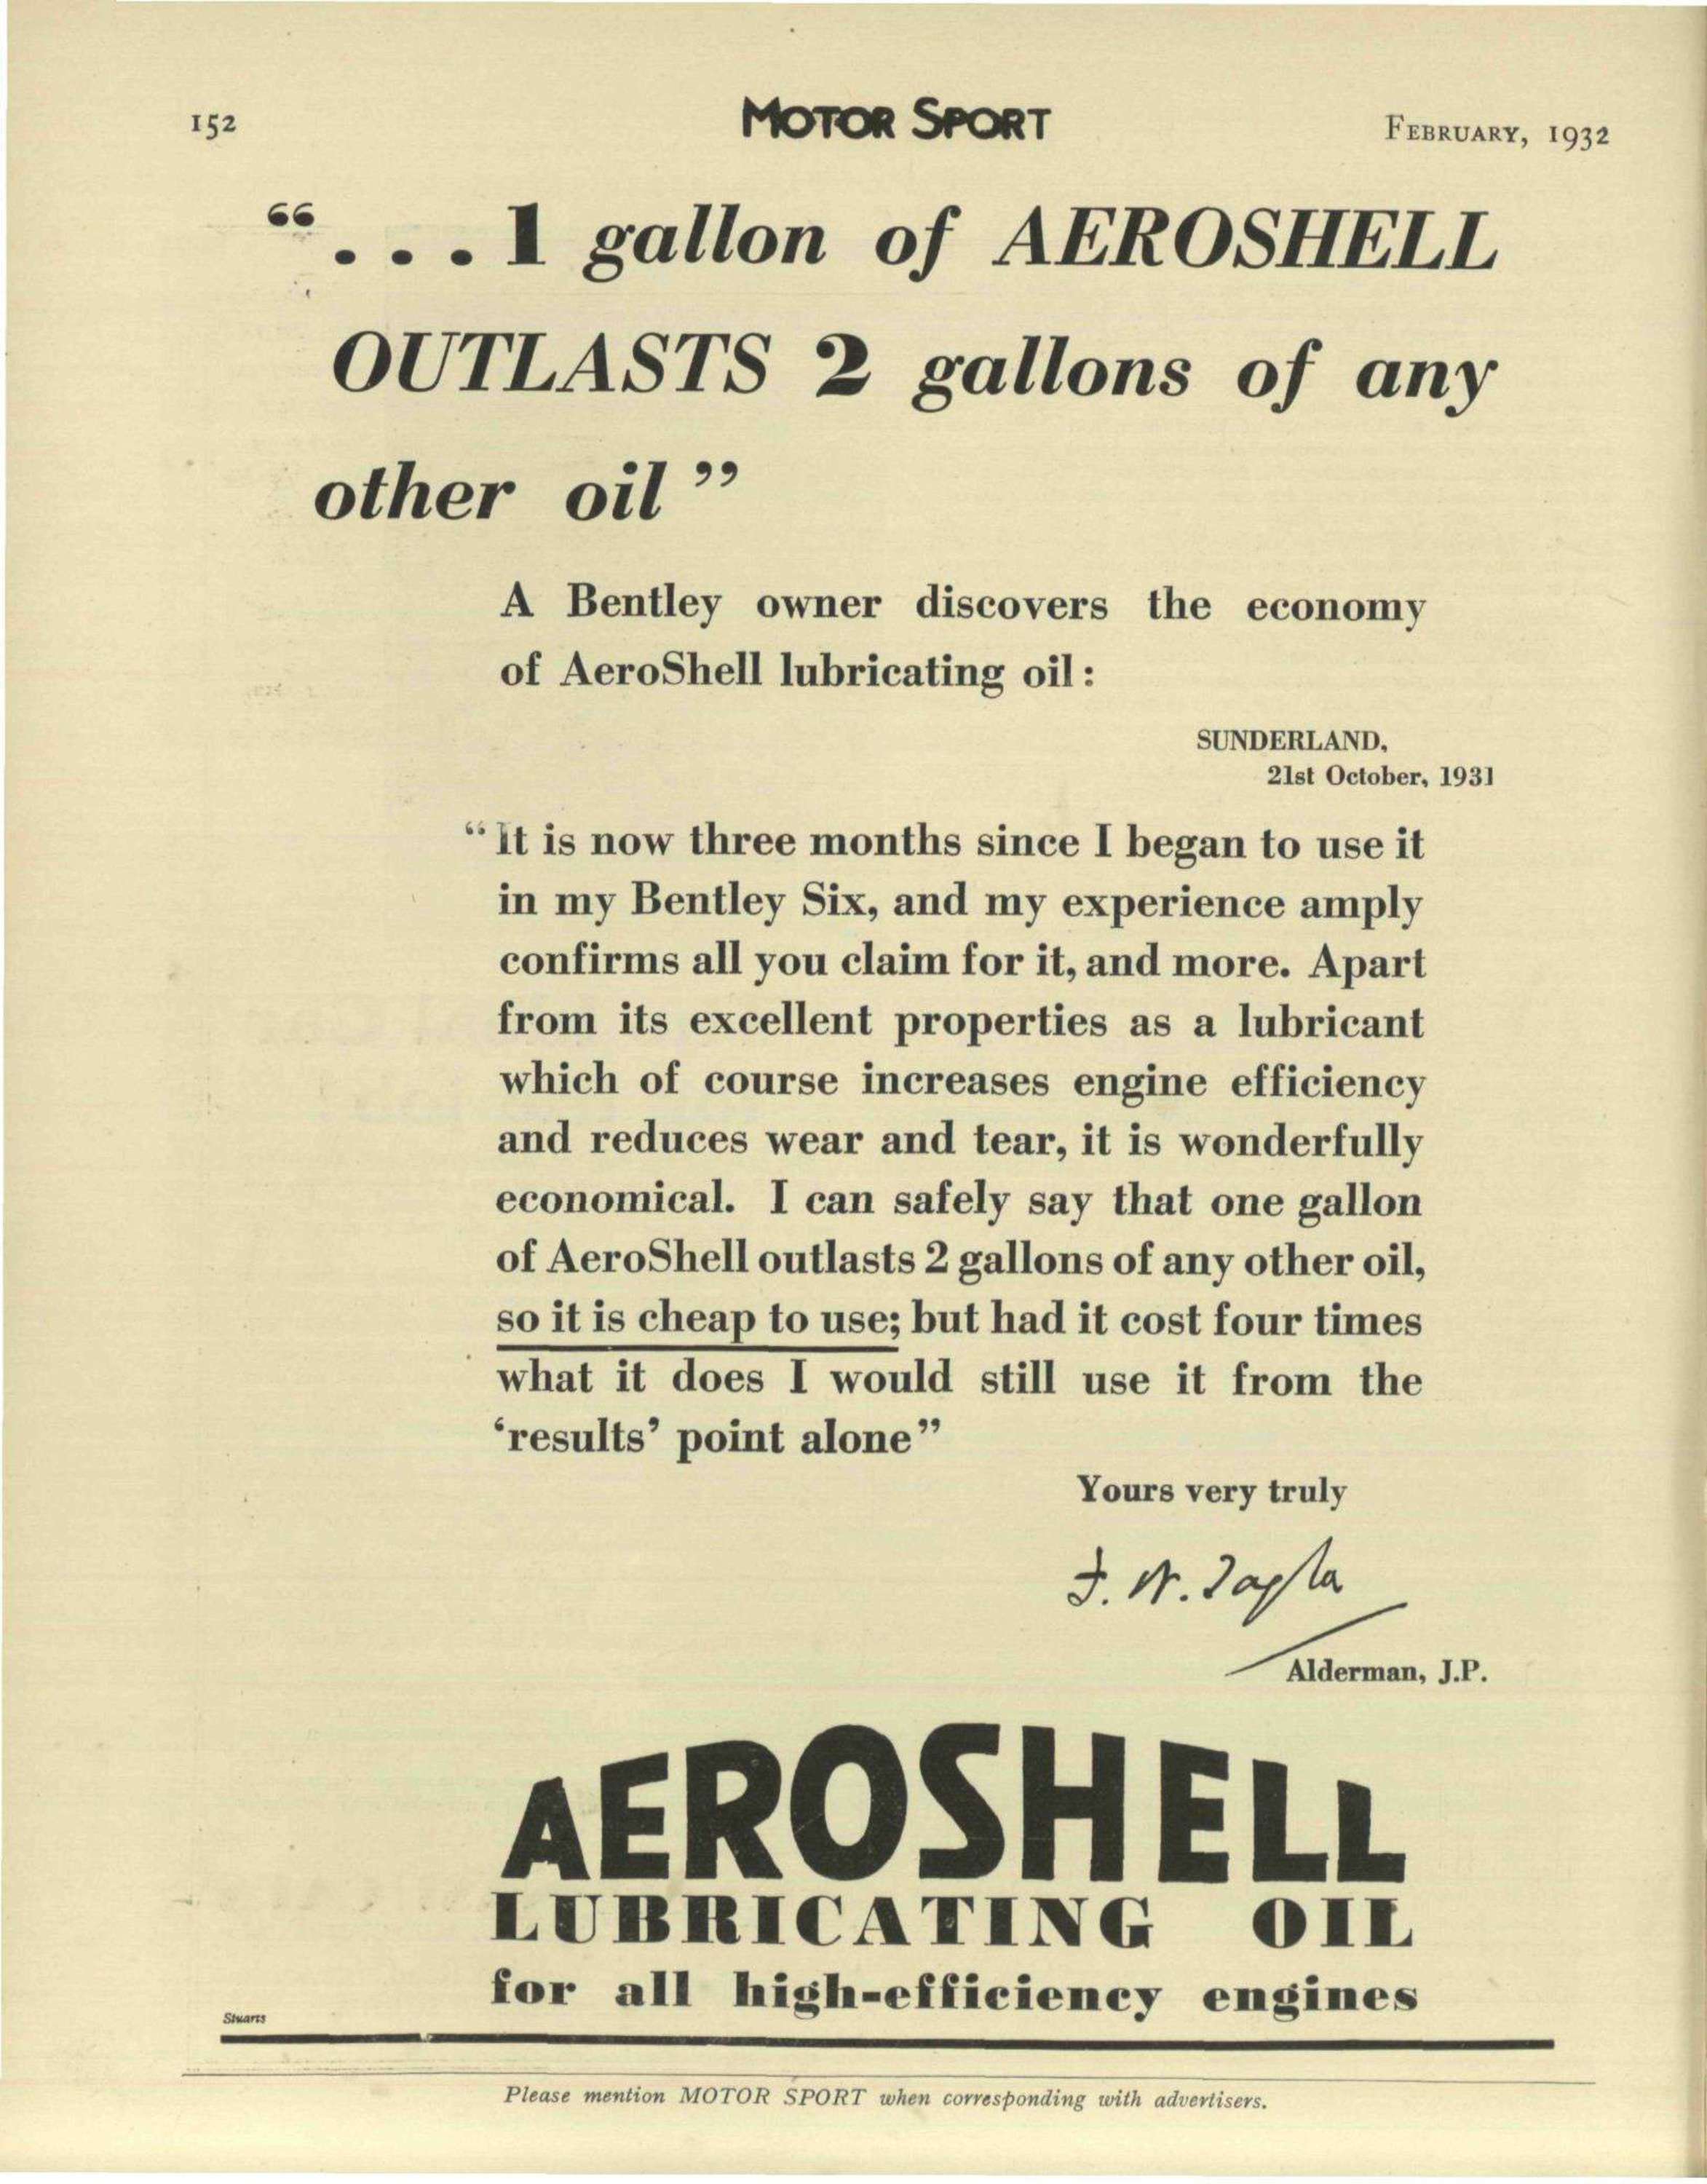 152
MOTOR SPORT
FEBRUARY, 1932
“... 1 gallon of AEROSHELL
OUTLASTS 2 gallons of any
other oil”
A Bentley owner discovers the economy
of AeroShell lubricating oil:
SUNDERLAND,
21st October, 1931
“It is now three months since I began to use it
in my Bentley Six, and my experience amply
confirms all you claim for it, and more. Apart
from its excellent properties as a lubricant
which of course increases engine efficiency
and reduces wear and tear, it is wonderfully
economical. I can safely say that one gallon
of AeroShell outlasts 2 gallons of any other oil,
so it is cheap to use; but had it cost four times
what it does I would still use it from the
‘results’ point alone”
Yours very truly
Alderman, J.P.
AEROSHELL
LUBRICATING OIL
for all high-efficiency engines
Stuarts
Please mention MOTOR SPORT when corresponding with advertisers.